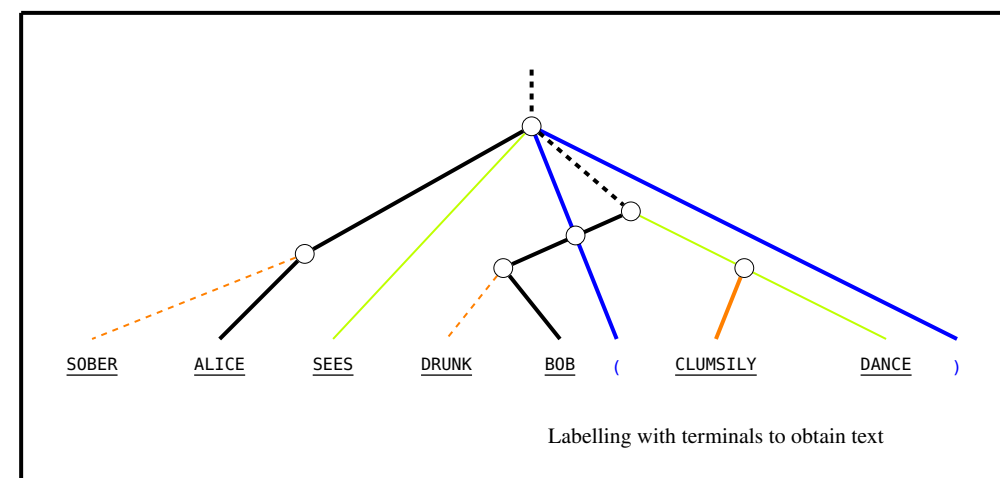 SOBER ALICE SEES DRUNK BOB ( CLUMSILY DANCE )
Labelling with terminals to obtain text